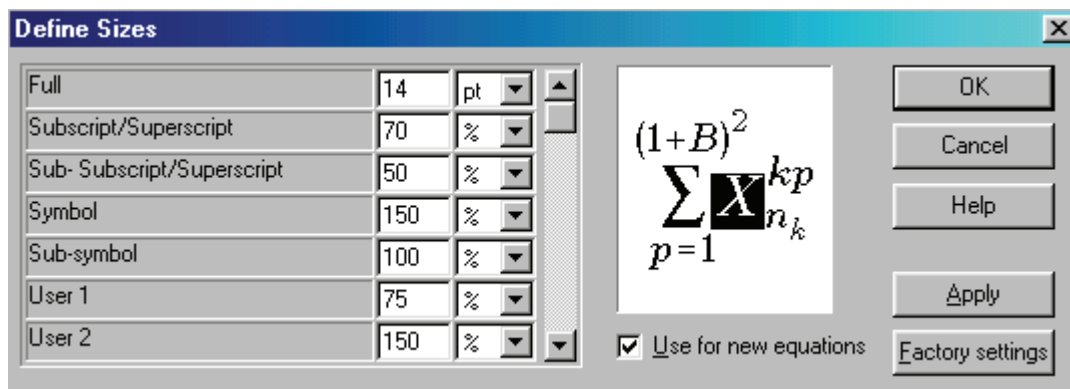 Define Sizes
Full 14 pt
Subscript/Superscript 70 %
Sub- Subscript/Superscript 50 %
Symbol 150 %
Sub-symbol 100 %
User 1 75 %
User 2 150 %
(1+B)²
∑ X kp
n k
p=1
Use for new equations
OK
Cancel
Help
Apply
Factory settings